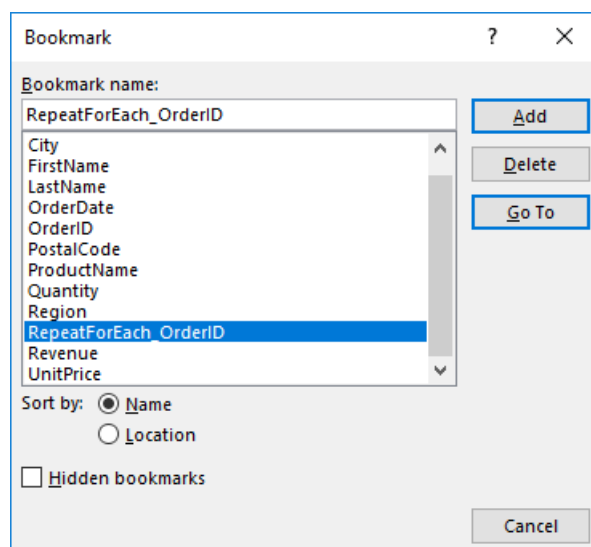 Bookmark ?
Bookmark name:
RepeatForEach_OrderID
Add
City
FirstName
LastName
OrderDate
OrderID
PostalCode
ProductName
Quantity
Region
RepeatForEach_OrderID
Revenue
UnitPrice
Delete
Go To
Sort by: Name
Location
Hidden bookmarks
Cancel